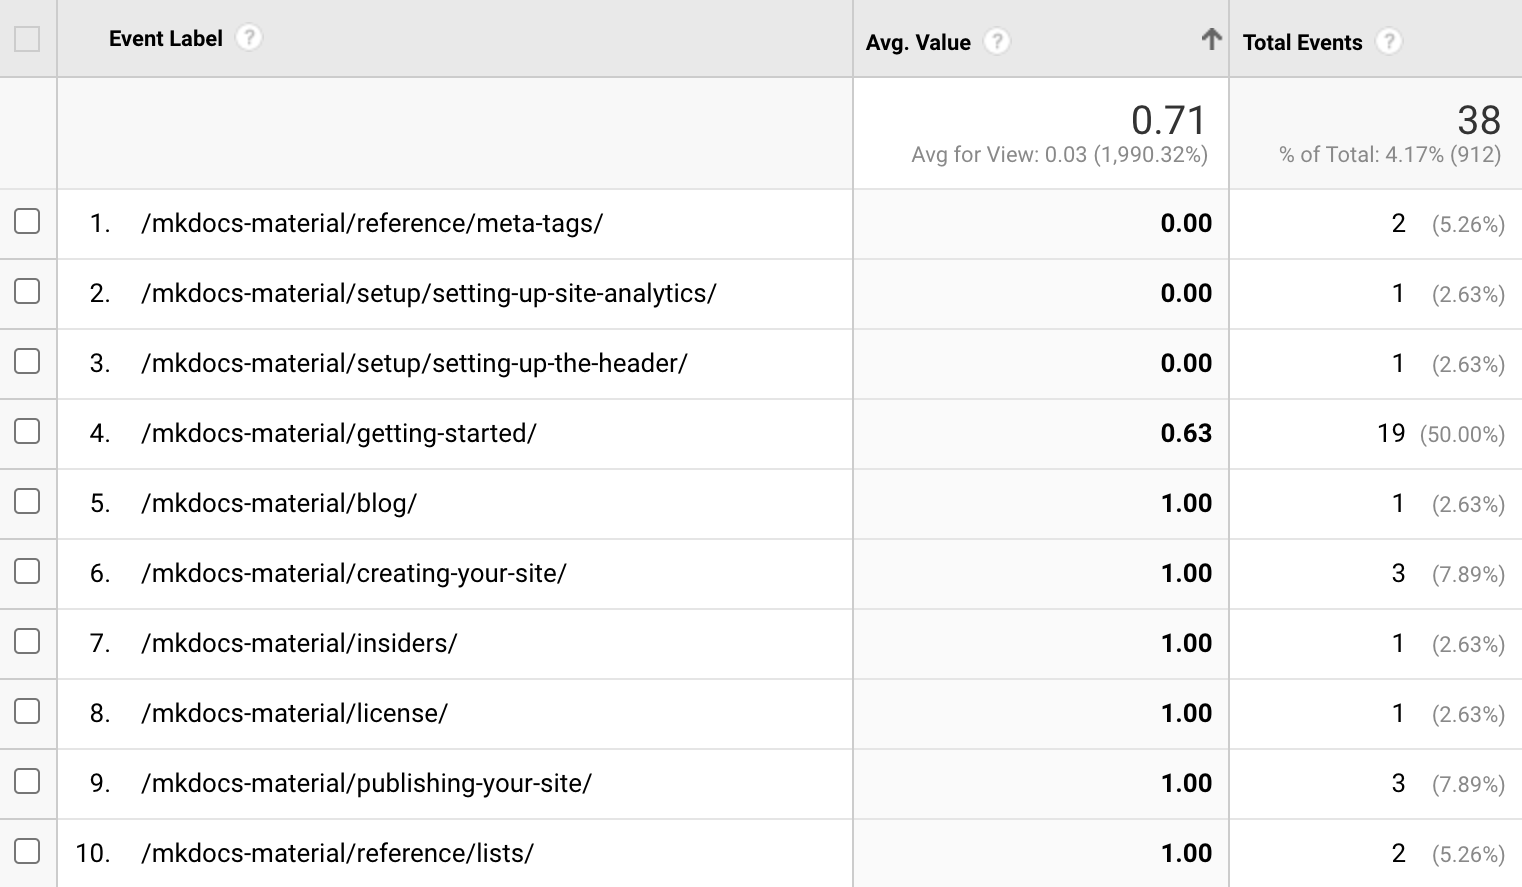 Event Label ? Avg. Value ? Total Events ?
0.71 38
Avg for View: 0.03 (1,990.32%) % of Total: 4.17% (912)
1. /mkdocs-material/reference/meta-tags/ 0.00 2 (5.26%)
2. /mkdocs-material/setup/setting-up-site-analytics/ 0.00 1 (2.63%)
3. /mkdocs-material/setup/setting-up-the-header/ 0.00 1 (2.63%)
4. /mkdocs-material/getting-started/ 0.63 19 (50.00%)
5. /mkdocs-material/blog/ 1.00 1 (2.63%)
6. /mkdocs-material/creating-your-site/ 1.00 3 (7.89%)
7. /mkdocs-material/insiders/ 1.00 1 (2.63%)
8. /mkdocs-material/license/ 1.00 1 (2.63%)
9. /mkdocs-material/publishing-your-site/ 1.00 3 (7.89%)
10. /mkdocs-material/reference/lists/ 1.00 2 (5.26%)